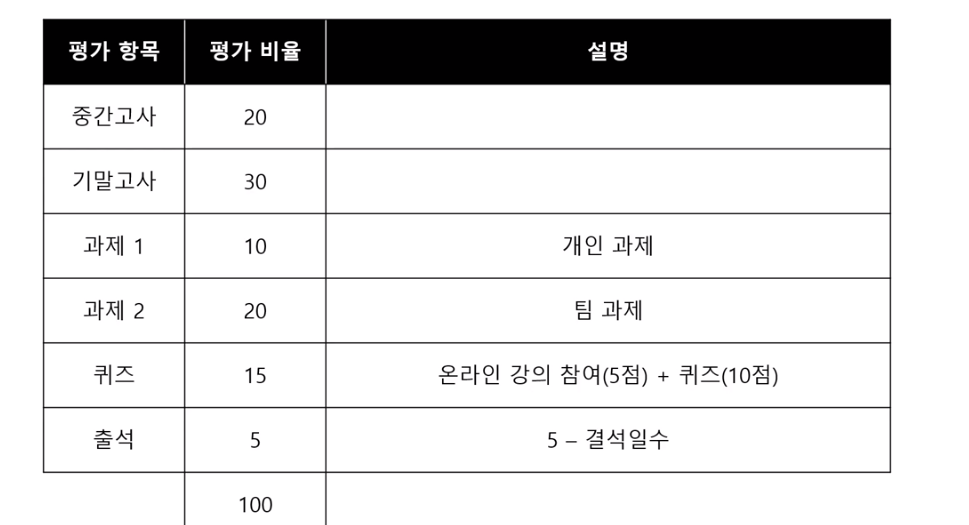 평가 항목 평가 비율 설명
중간고사 20
기말고사 30
과제 1 10 개인 과제
과제 2 20 팀 과제
퀴즈 15 온라인 강의 참여(5점) + 퀴즈(10점)
출석 5 5 – 결석일수
100